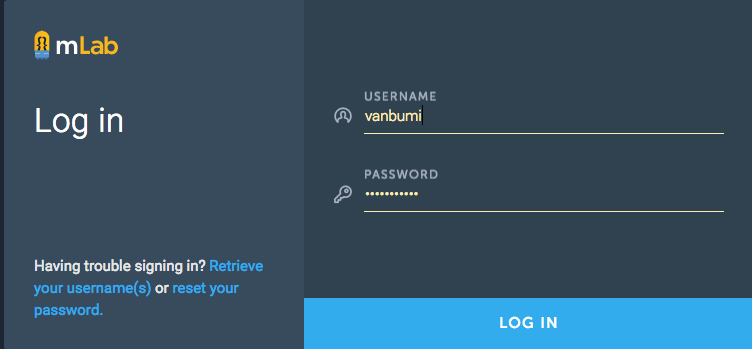 mLab
Log in
Having trouble signing in? Retrieve
your username(s) or reset your
password.
USERNAME
vanbumi
PASSWORD
•••••••••••
LOG IN